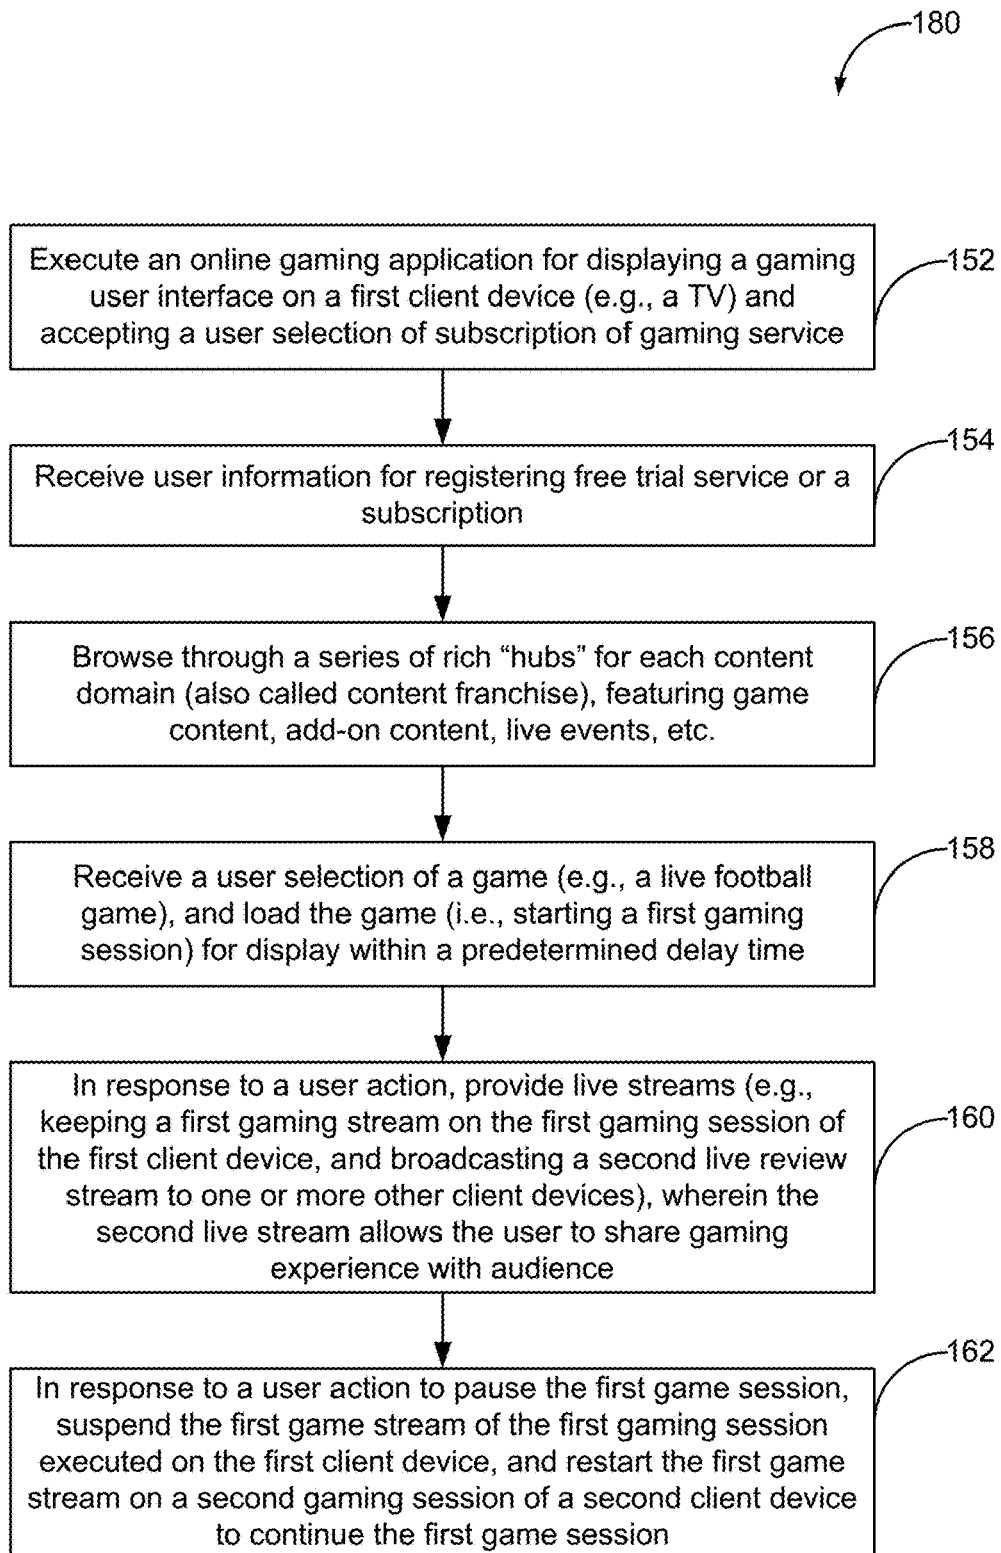 180
Execute an online gaming application for displaying a gaming
user interface on a first client device (e.g., a TV) and
accepting a user selection of subscription of gaming service
152
Receive user information for registering free trial service or a
subscription
154
Browse through a series of rich “hubs” for each content
domain (also called content franchise), featuring game
content, add-on content, live events, etc.
156
Receive a user selection of a game (e.g., a live football
game), and load the game (i.e., starting a first gaming
session) for display within a predetermined delay time
158
In response to a user action, provide live streams (e.g.,
keeping a first gaming stream on the first gaming session of
the first client device, and broadcasting a second live review
stream to one or more other client devices), wherein the
second live stream allows the user to share gaming
experience with audience
160
In response to a user action to pause the first game session,
suspend the first game stream of the first gaming session
executed on the first client device, and restart the first game
stream on a second gaming session of a second client device
to continue the first game session
162